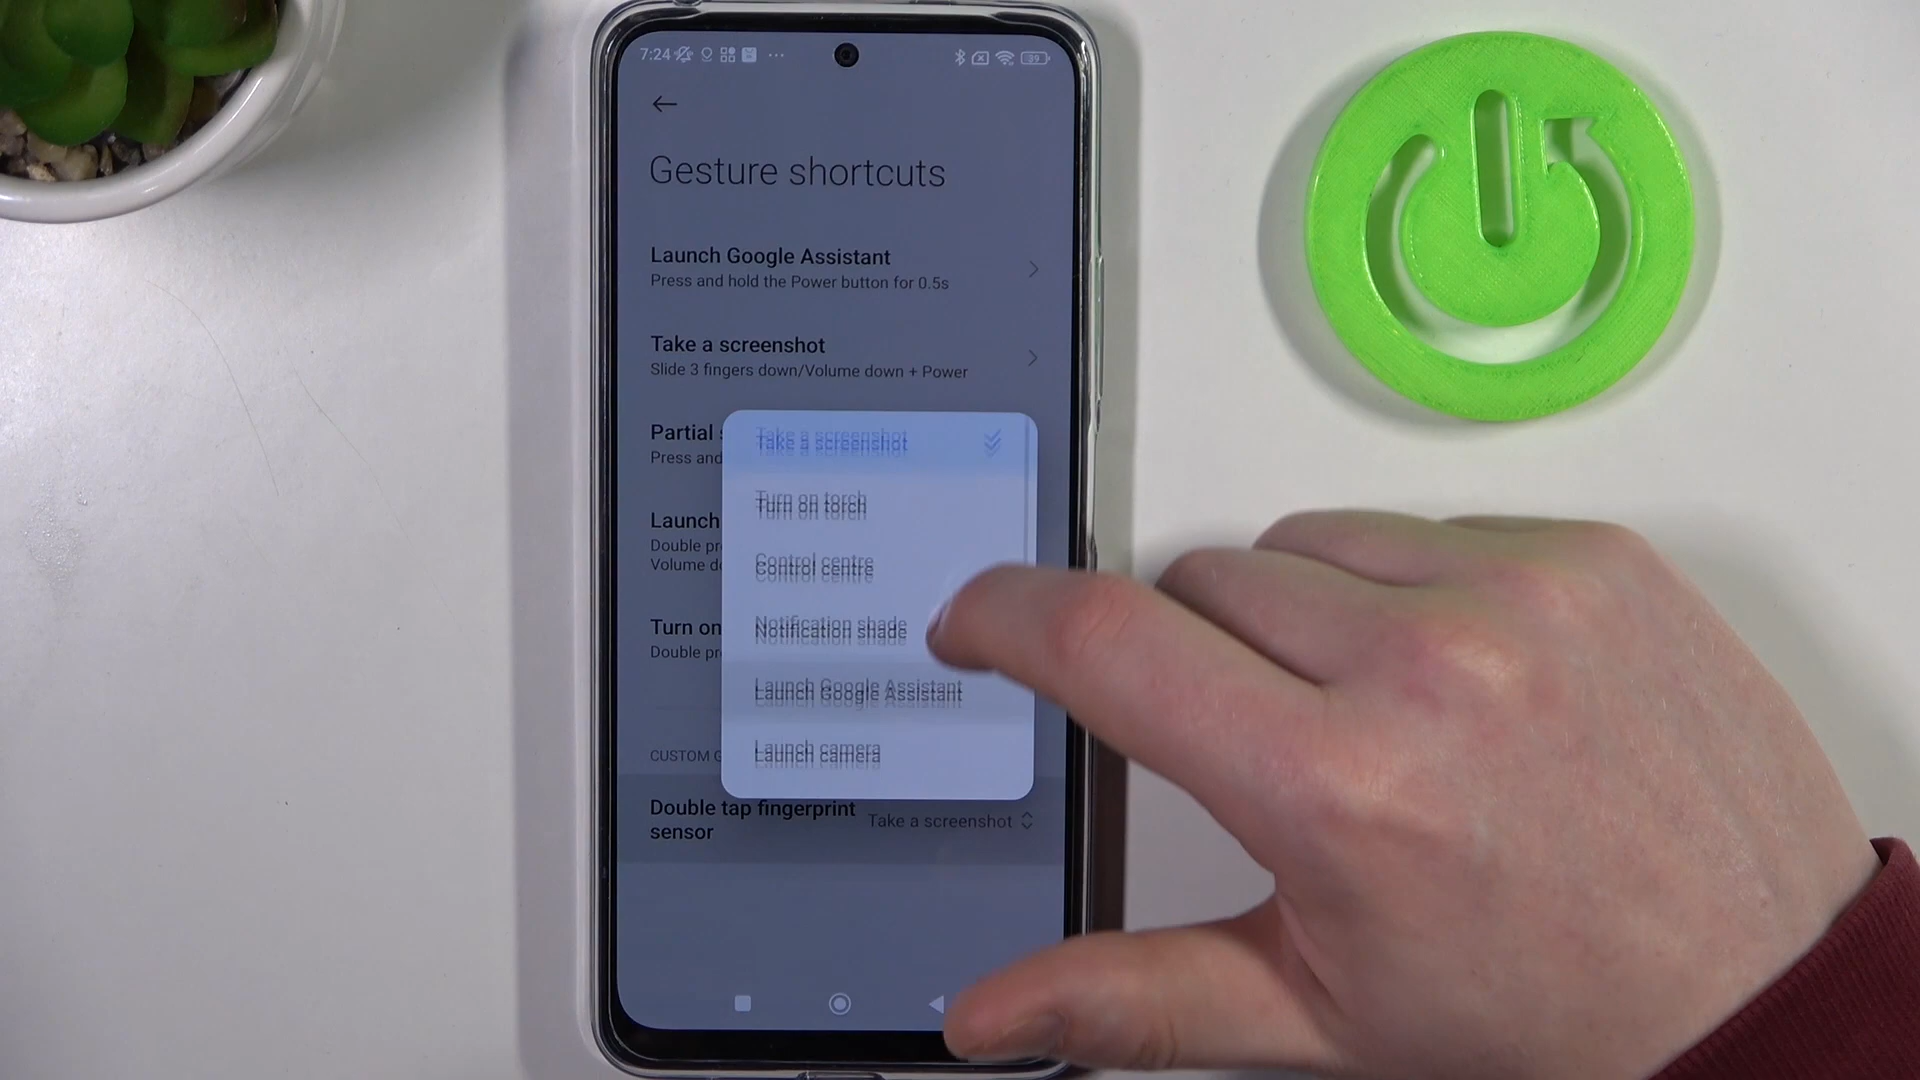 7:24
89
Gesture shortcuts
Launch Google Assistant
Press and hold the Power button for 0.5s
Take a screenshot
Slide 3 fingers down/Volume down + Power
Partial
Press and
Launch
Double
Volume
Turn on
Double
CUSTOM
Take a screenshot
Turn on torch
Control centre
Notification shade
Launch Google Assistant
Launch camera
Double tap fingerprint
sensor
Take a screenshot